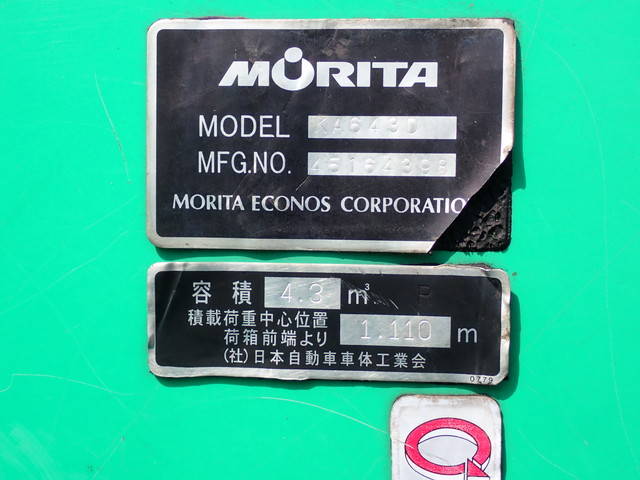 MORITA
MODEL KA643D
MFG.NO.
MORITA ECONOS CORPORATIO
容積 4.3 m³ P
積載荷重中心位置
荷箱前端より 1.110 m
(社)日本自動車車体工業会
0779